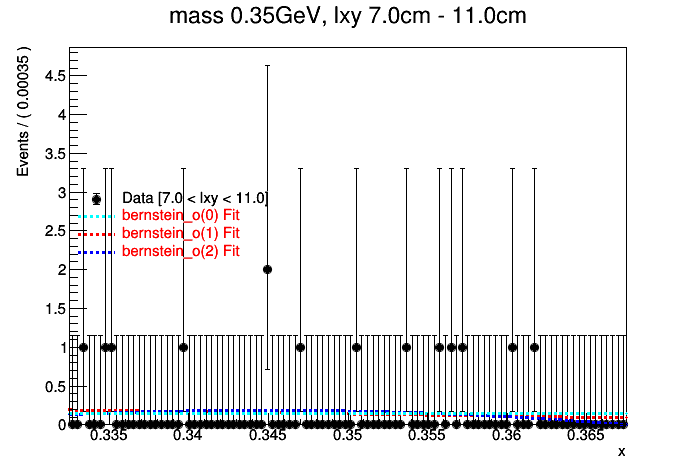 mass 0.35GeV, lxy 7.0cm - 11.0cm
Events / ( 0.00035 )
4.5
4
3.5
3
2.5
2
1.5
1
0.5
0
Data [7.0 < lxy < 11.0]
bernstein_o(0) Fit
bernstein_o(1) Fit
bernstein_o(2) Fit
0.335 0.34 0.345 0.35 0.355 0.36 0.365
x